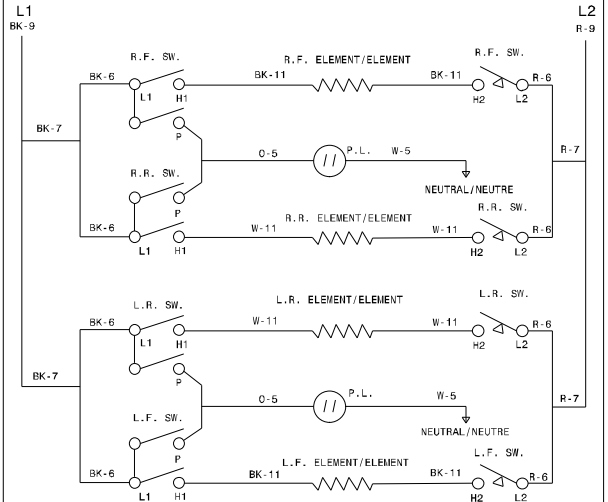 L1 L2
BK-9 R-9
R.F. SW. R.F. ELEMENT/ELEMENT R.F. SW.
BK-6 BK-11 BK-11 R-6
L1 H1 H2 L2
BK-7 P
O-5 P.L. W-5 R-7
R.R. SW. NEUTRAL/NEUTRE
P R.R. SW.
R.R. ELEMENT/ELEMENT
BK-6 W-11 W-11 R-6
L1 H1 H2 L2
L.R. SW. L.R. ELEMENT/ELEMENT L.R. SW.
BK-6 W-11 W-11 R-6
L1 H1 H2 L2
BK-7 P
O-5 P.L. W-5 R-7
L.F. SW. NEUTRAL/NEUTRE
P L.F. SW.
L.F. ELEMENT/ELEMENT
BK-6 BK-11 BK-11 R-6
L1 H1 H2 L2